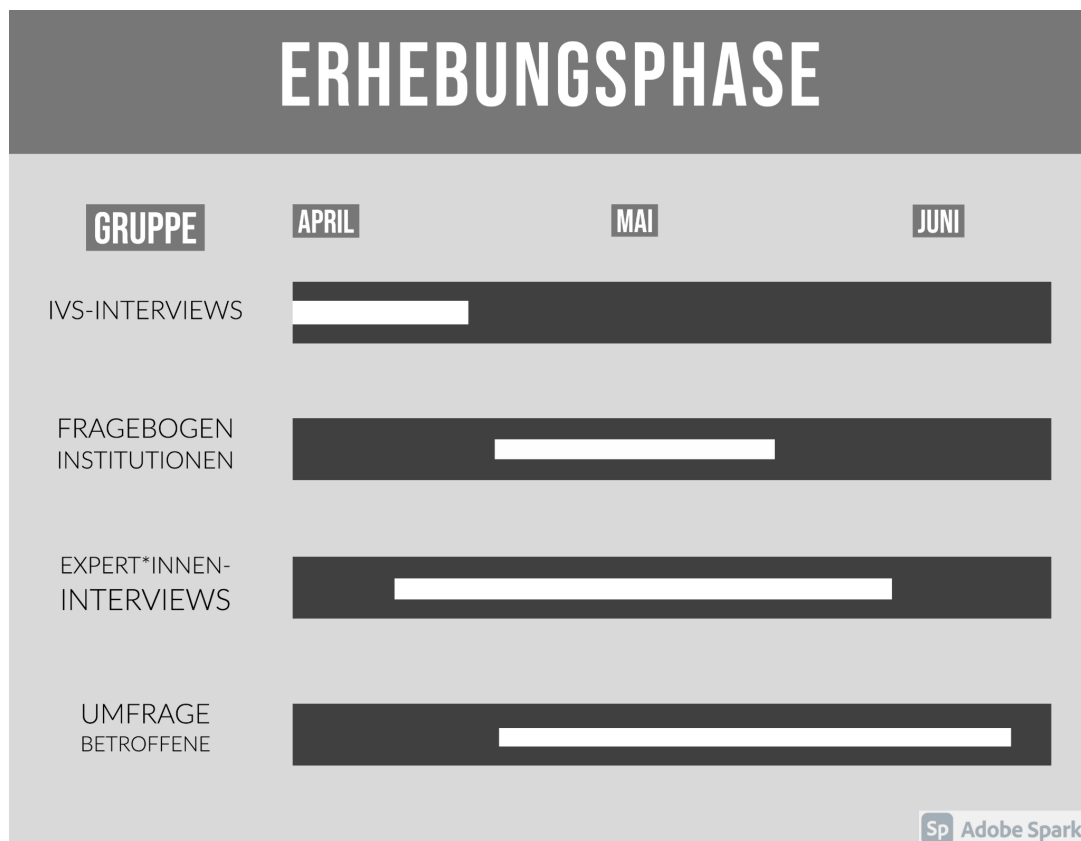 ERHEBUNGSPHASE
GRUPPE
APRIL
MAI
JUNI
IVS-INTERVIEWS
FRAGEBOGEN
INSTITUTIONEN
EXPERT*INNEN-
INTERVIEWS
UMFRAGE
BETROFFENE
Sp Adobe Spark